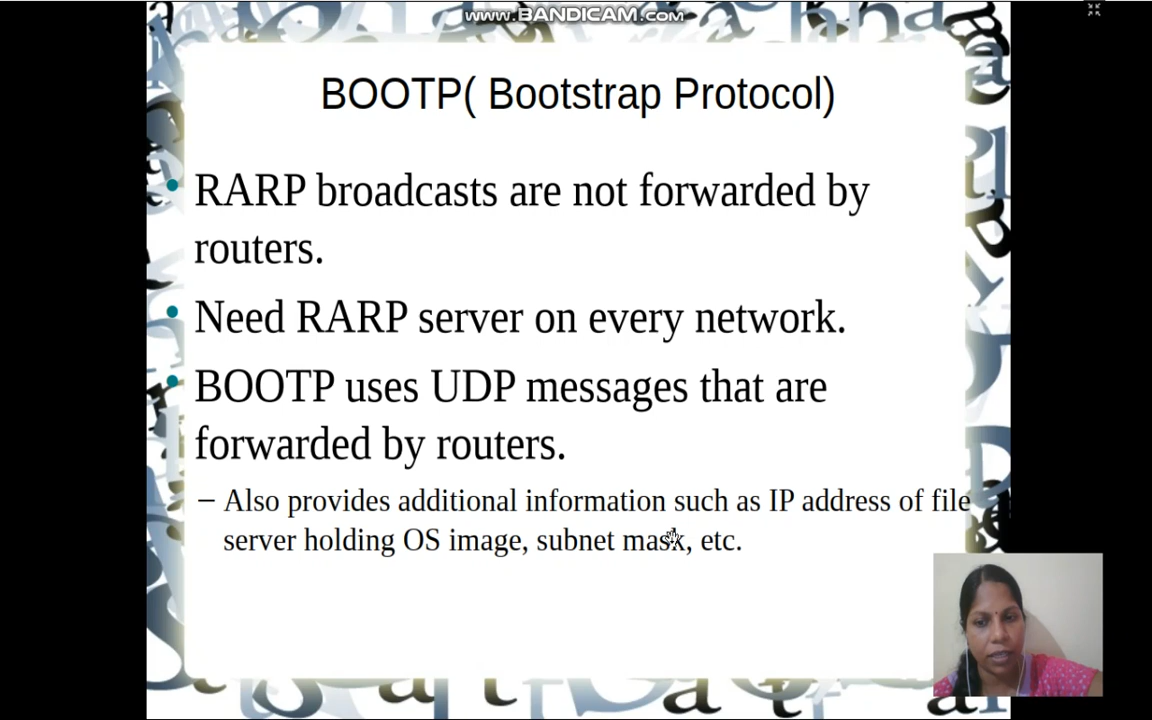 www.BANDICAM.com
BOOTP( Bootstrap Protocol)
• RARP broadcasts are not forwarded by
routers.
• Need RARP server on every network.
• BOOTP uses UDP messages that are
forwarded by routers.
– Also provides additional information such as IP address of file
server holding OS image, subnet mask, etc.